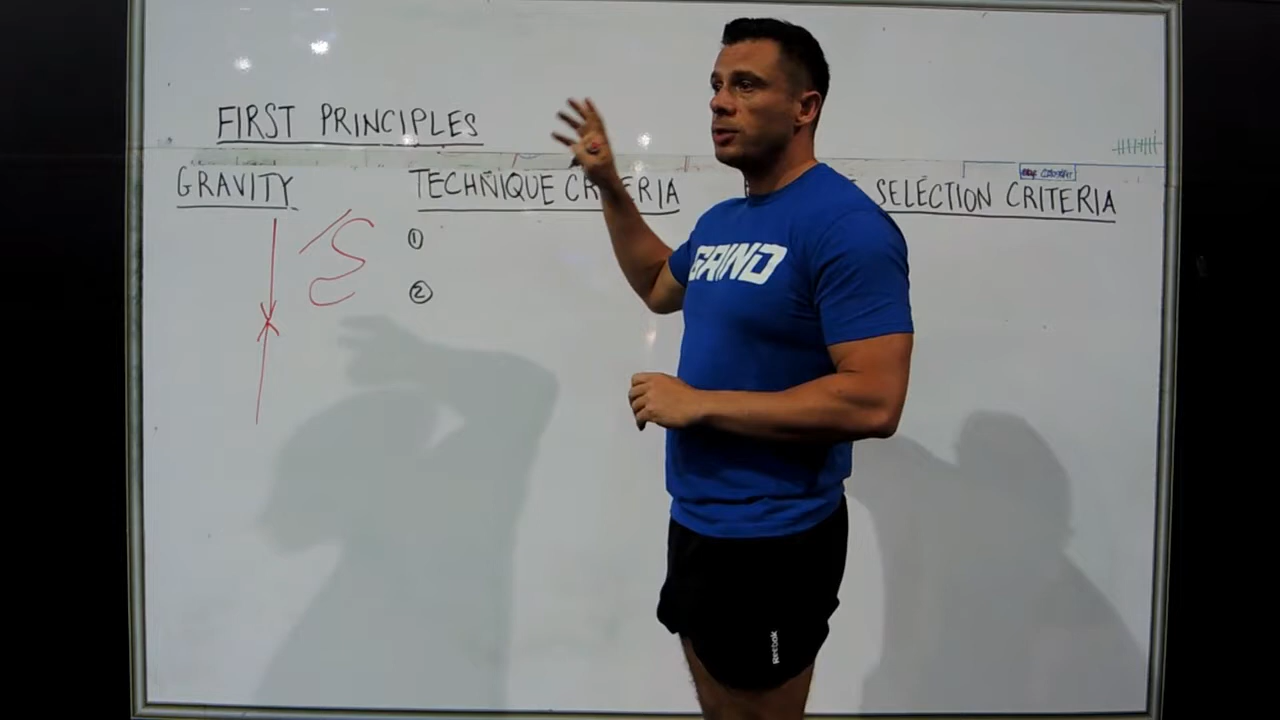 FIRST PRINCIPLES
GRAVITY
TECHNIQUE CRITERIA
SELECTION CRITERIA
①
②
GRIND
Reebok